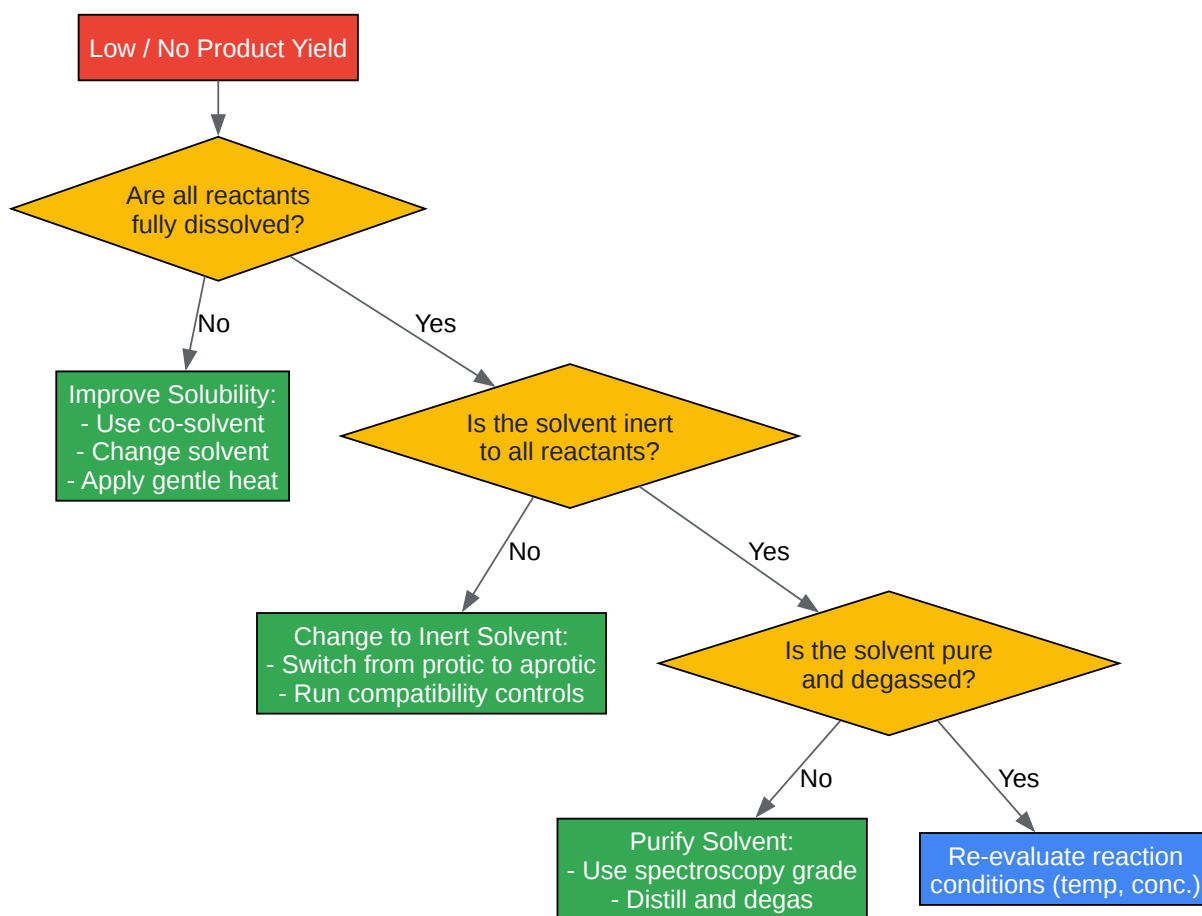 Low / No Product Yield
Are all reactants
fully dissolved?
No
Yes
Improve Solubility:
- Use co-solvent
- Change solvent
- Apply gentle heat
Is the solvent inert
to all reactants?
No
Yes
Change to Inert Solvent:
- Switch from protic to aprotic
- Run compatibility controls
Is the solvent pure
and degassed?
No
Yes
Purify Solvent:
- Use spectroscopy grade
- Distill and degas
Re-evaluate reaction
conditions (temp, conc.)